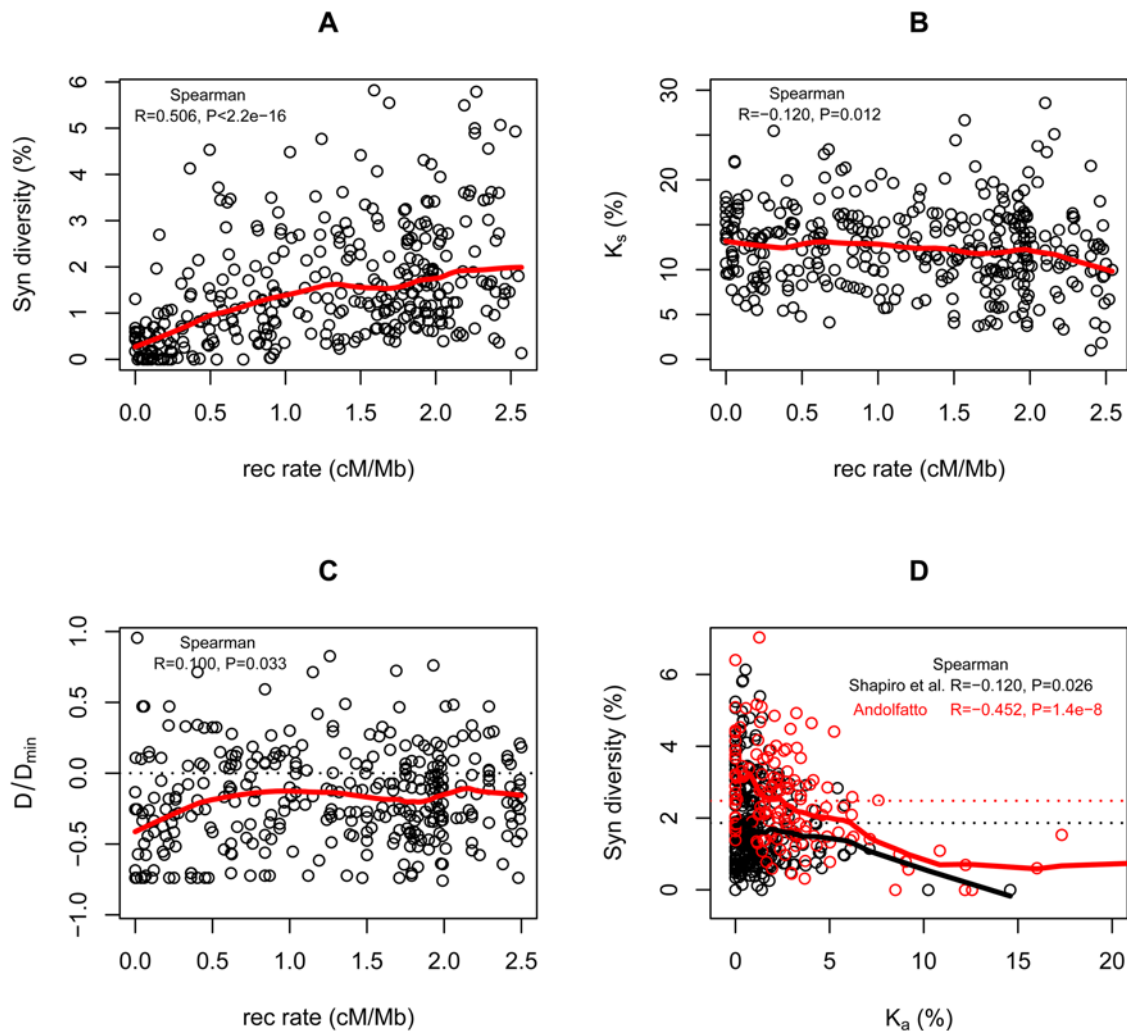 A
Spearman
R=0.506, P<2.2e−16
Syn diversity (%)
6
5
4
3
2
1
0
0.0 0.5 1.0 1.5 2.0 2.5
rec rate (cM/Mb)
B
Spearman
R=−0.120, P=0.012
Ks (%)
30
20
10
5
0
0.0 0.5 1.0 1.5 2.0 2.5
rec rate (cM/Mb)
C
Spearman
R=0.100, P=0.033
D/Dmin
1.0
0.5
0.0
−0.5
−1.0
0.0 0.5 1.0 1.5 2.0 2.5
rec rate (cM/Mb)
D
Spearman
Shapiro et al. R=−0.120, P=0.026
Andolfatto R=−0.452, P=1.4e−8
Syn diversity (%)
6
4
2
0
0 5 10 15 20
Ka (%)